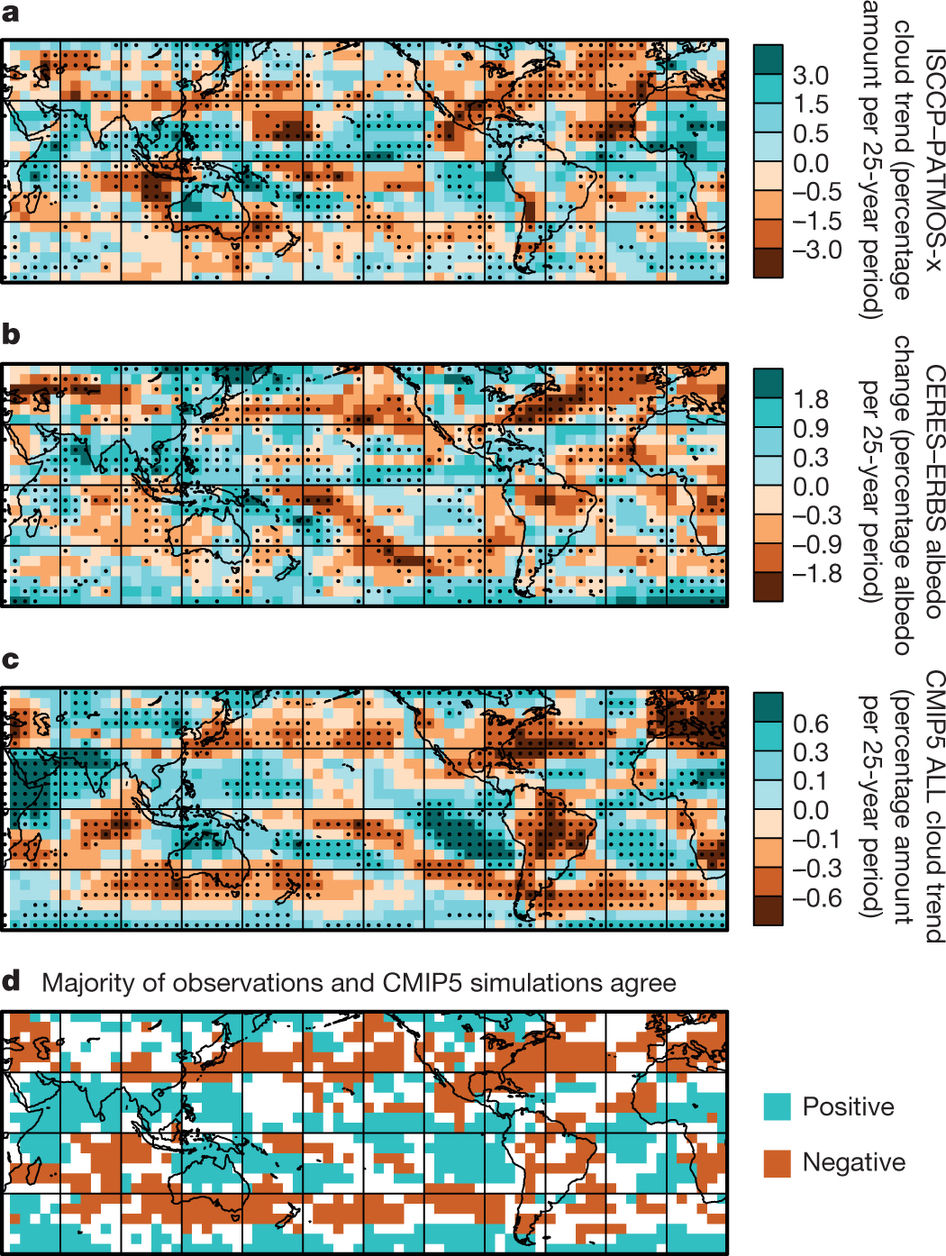 a
3.0
1.5
0.5
0.0
−0.5
−1.5
−3.0
ISCCP–PATMOS-x
cloud trend (percentage
amount per 25-year period)
b
1.8
0.9
0.3
0.0
−0.3
−0.9
−1.8
CERES–ERBS albedo
change (percentage albedo
per 25-year period)
c
0.6
0.3
0.1
0.0
−0.1
−0.3
−0.6
CMIP5 ALL cloud trend
(percentage amount
per 25-year period)
d Majority of observations and CMIP5 simulations agree
Positive
Negative